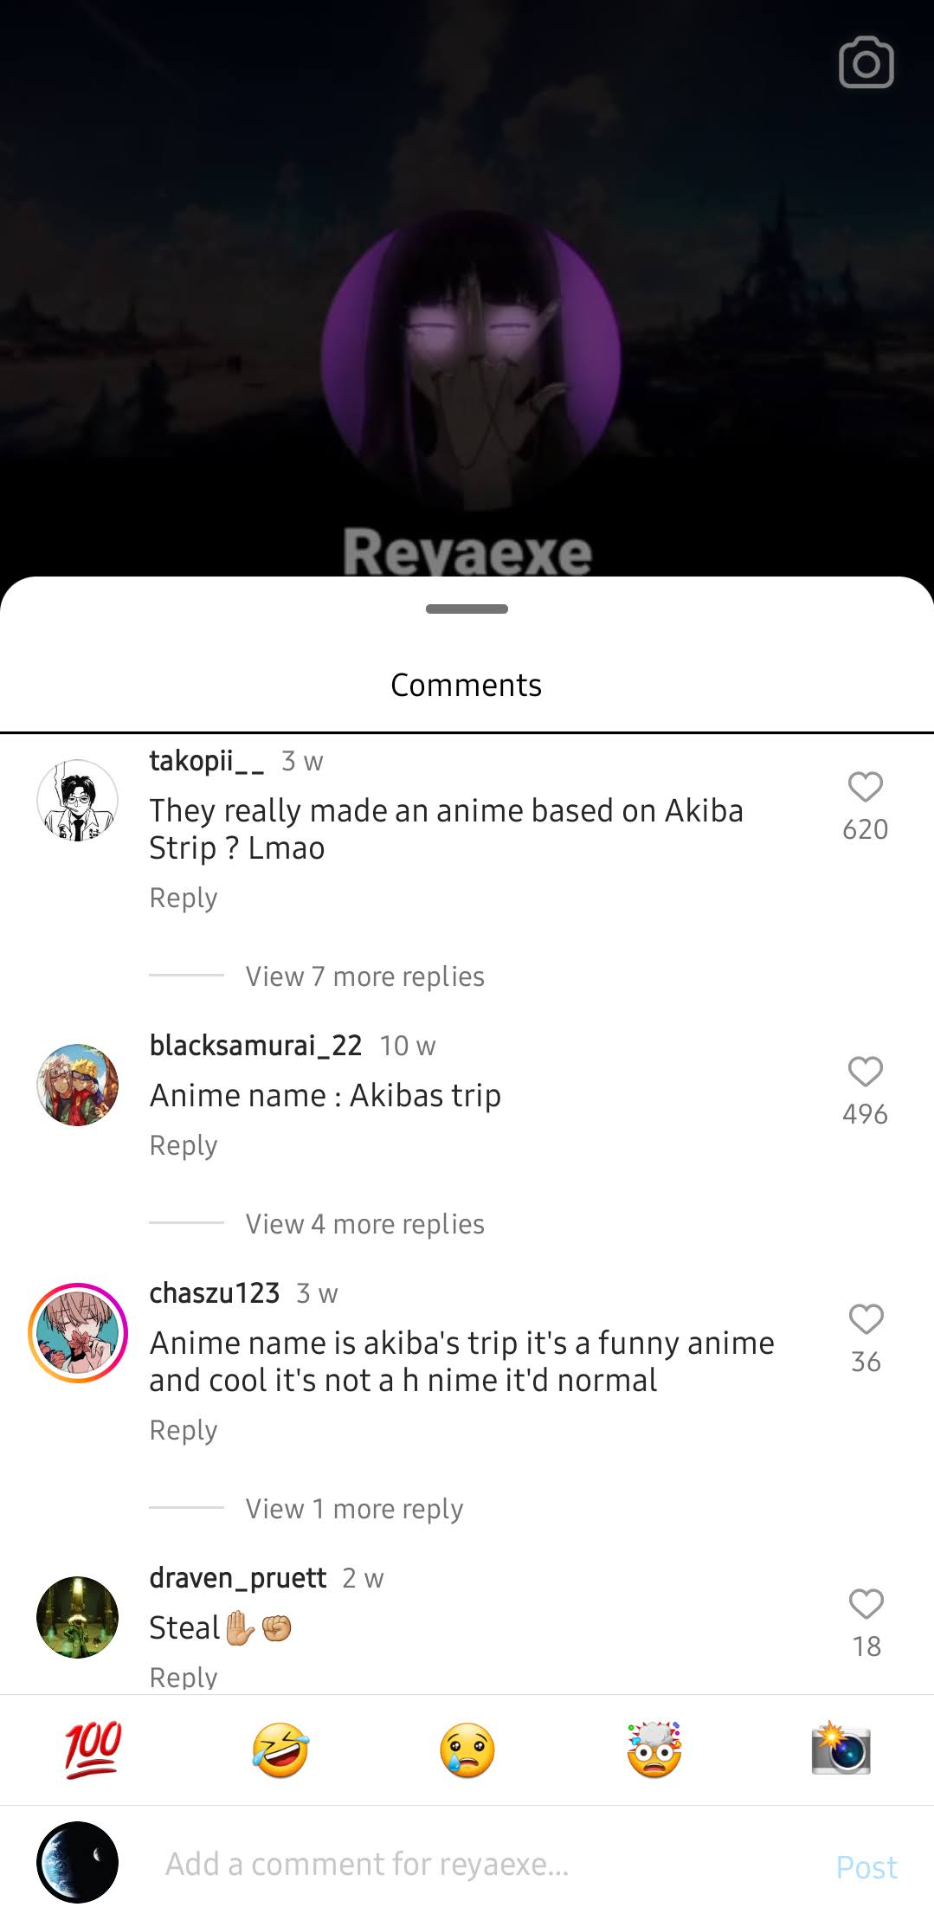 Reyaexe
Comments
takopii__ 3 w
They really made an anime based on Akiba
Strip ? Lmao
620
Reply
View 7 more replies
blacksamurai_22 10 w
Anime name : Akibas trip
496
Reply
View 4 more replies
chaszu123 3 w
Anime name is akiba's trip it's a funny anime
and cool it's not a h nime it'd normal
36
Reply
View 1 more reply
draven_pruett 2 w
Steal✋🏼✊🏼
18
Reply
💯 🤣 😢 🤯 📸
Add a comment for reyaexe...
Post